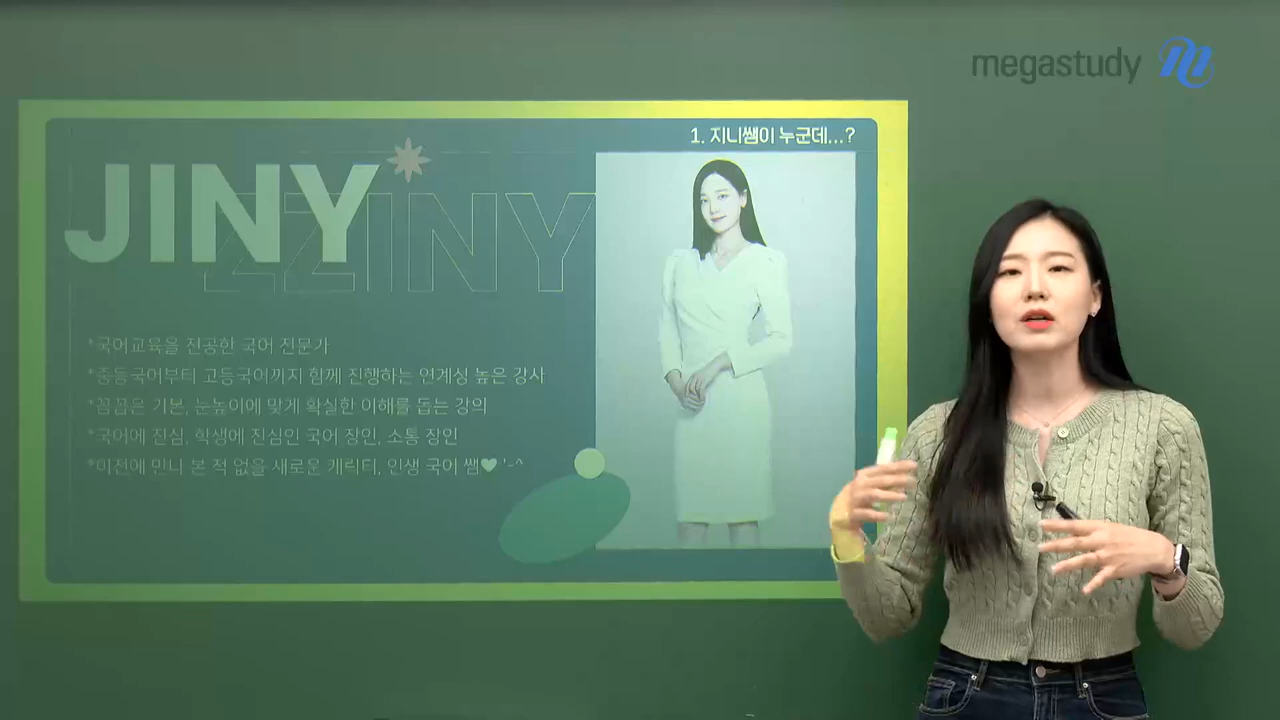 megastudy
1. 지니쌤이 누군데...?
JINY
ZZINY
*국어교육을 전공한 국어 전문가
*중등국어부터 고등국어까지 함께 진행하는 연계성 높은 강사
*꼼꼼은 기본, 눈높이에 맞게 확실한 이해를 돕는 강의
*국어에 진심, 학생에 진심인 국어 장인, 소통 장인
*이전에 만나 본 적 없을 새로운 캐릭터, 인생 국어 쌤♥ '-^